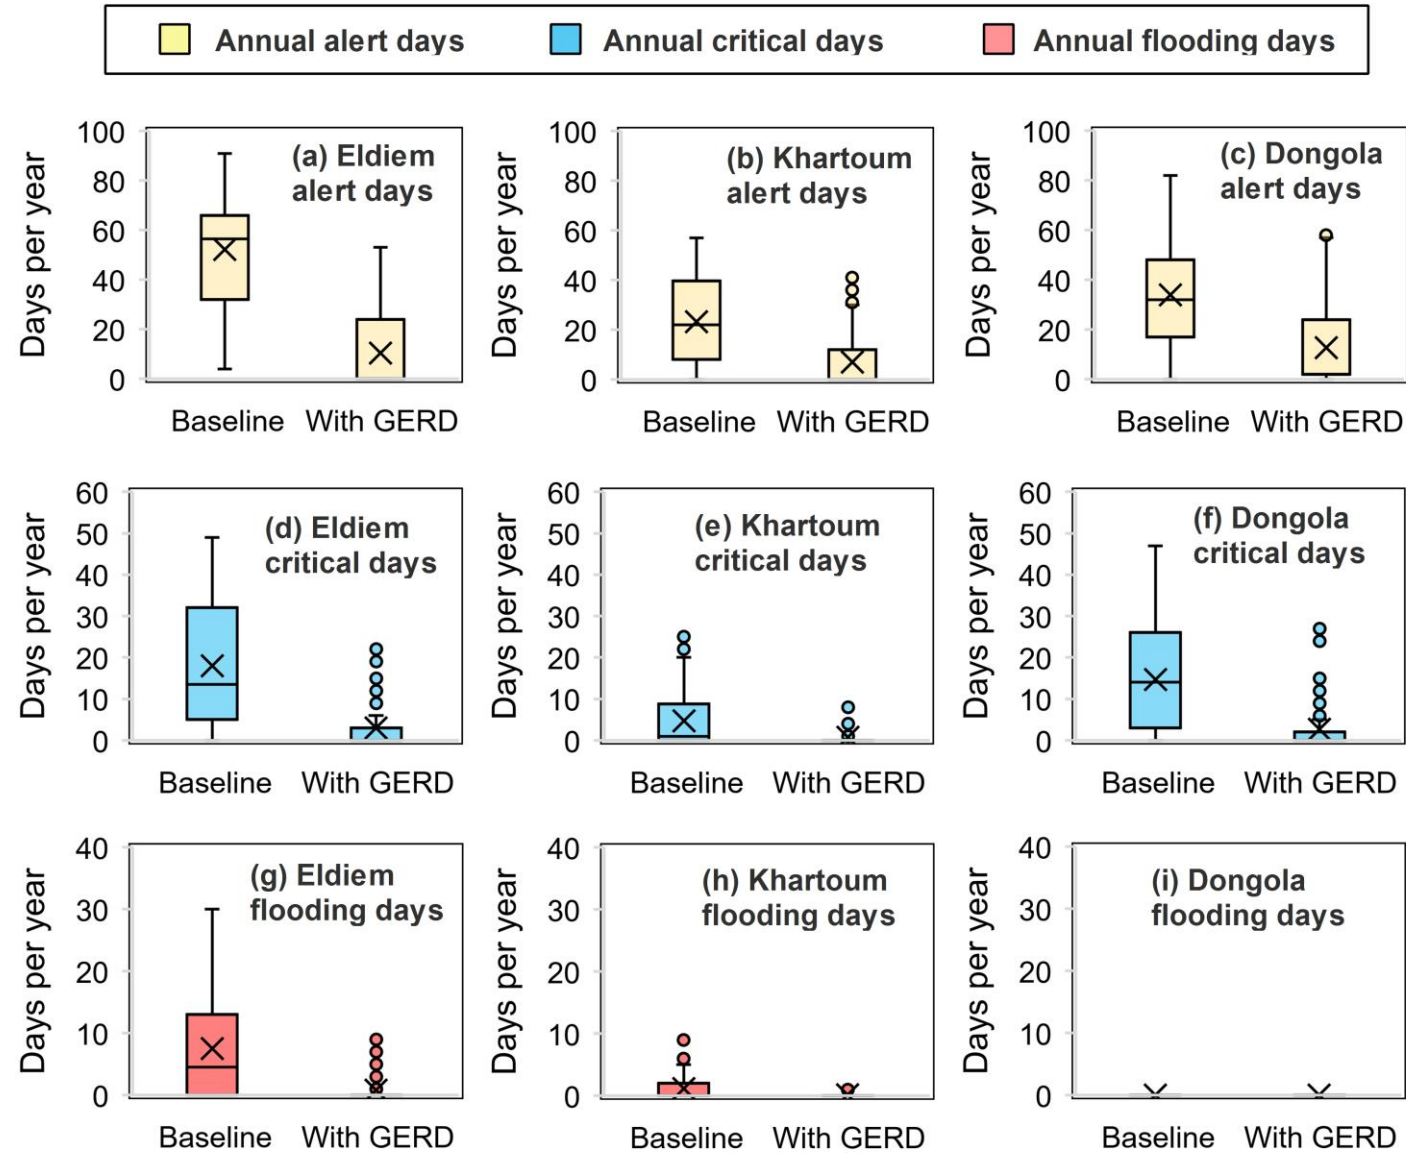 Annual alert days
Annual critical days
Annual flooding days
Days per year
100
80
60
40
20
0
(a) Eldiem
alert days
Baseline
With GERD
Days per year
100
80
60
40
20
0
(b) Khartoum
alert days
Baseline
With GERD
Days per year
100
80
60
40
20
0
(c) Dongola
alert days
Baseline
With GERD
Days per year
60
50
40
30
20
10
0
(d) Eldiem
critical days
Baseline
With GERD
Days per year
60
50
40
30
20
10
0
(e) Khartoum
critical days
Baseline
With GERD
Days per year
60
50
40
30
20
10
0
(f) Dongola
critical days
Baseline
With GERD
Days per year
40
30
20
10
0
(g) Eldiem
flooding days
Baseline
With GERD
Days per year
40
30
20
10
0
(h) Khartoum
flooding days
Baseline
With GERD
Days per year
40
30
20
10
0
(i) Dongola
flooding days
Baseline
With GERD